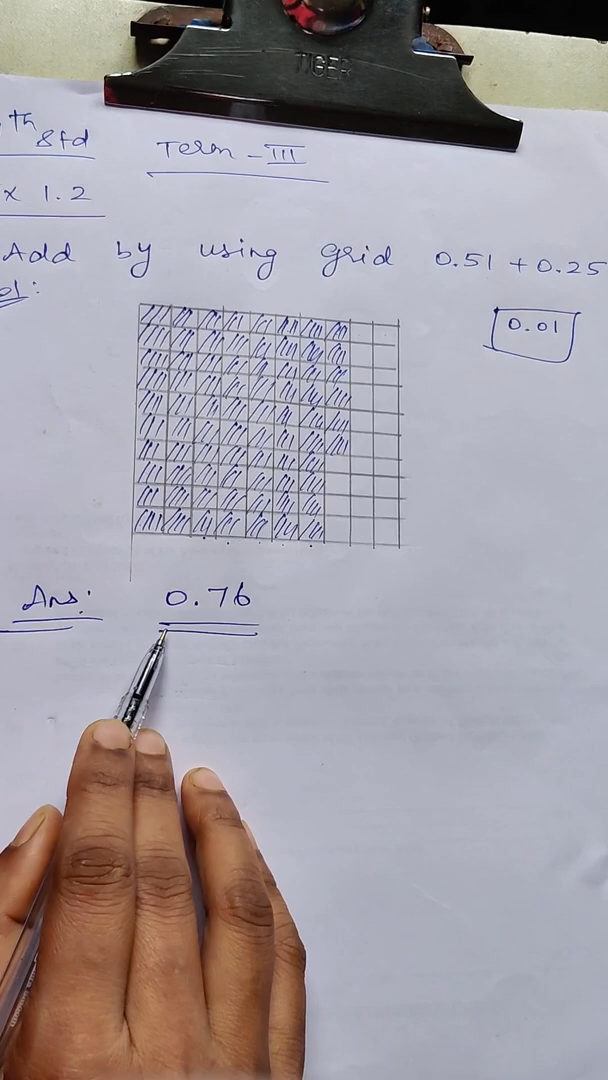 TIGER
th std Term - III
x 1.2
Add by using grid 0.51 + 0.25
ol:
0.01
Ans: 0.76